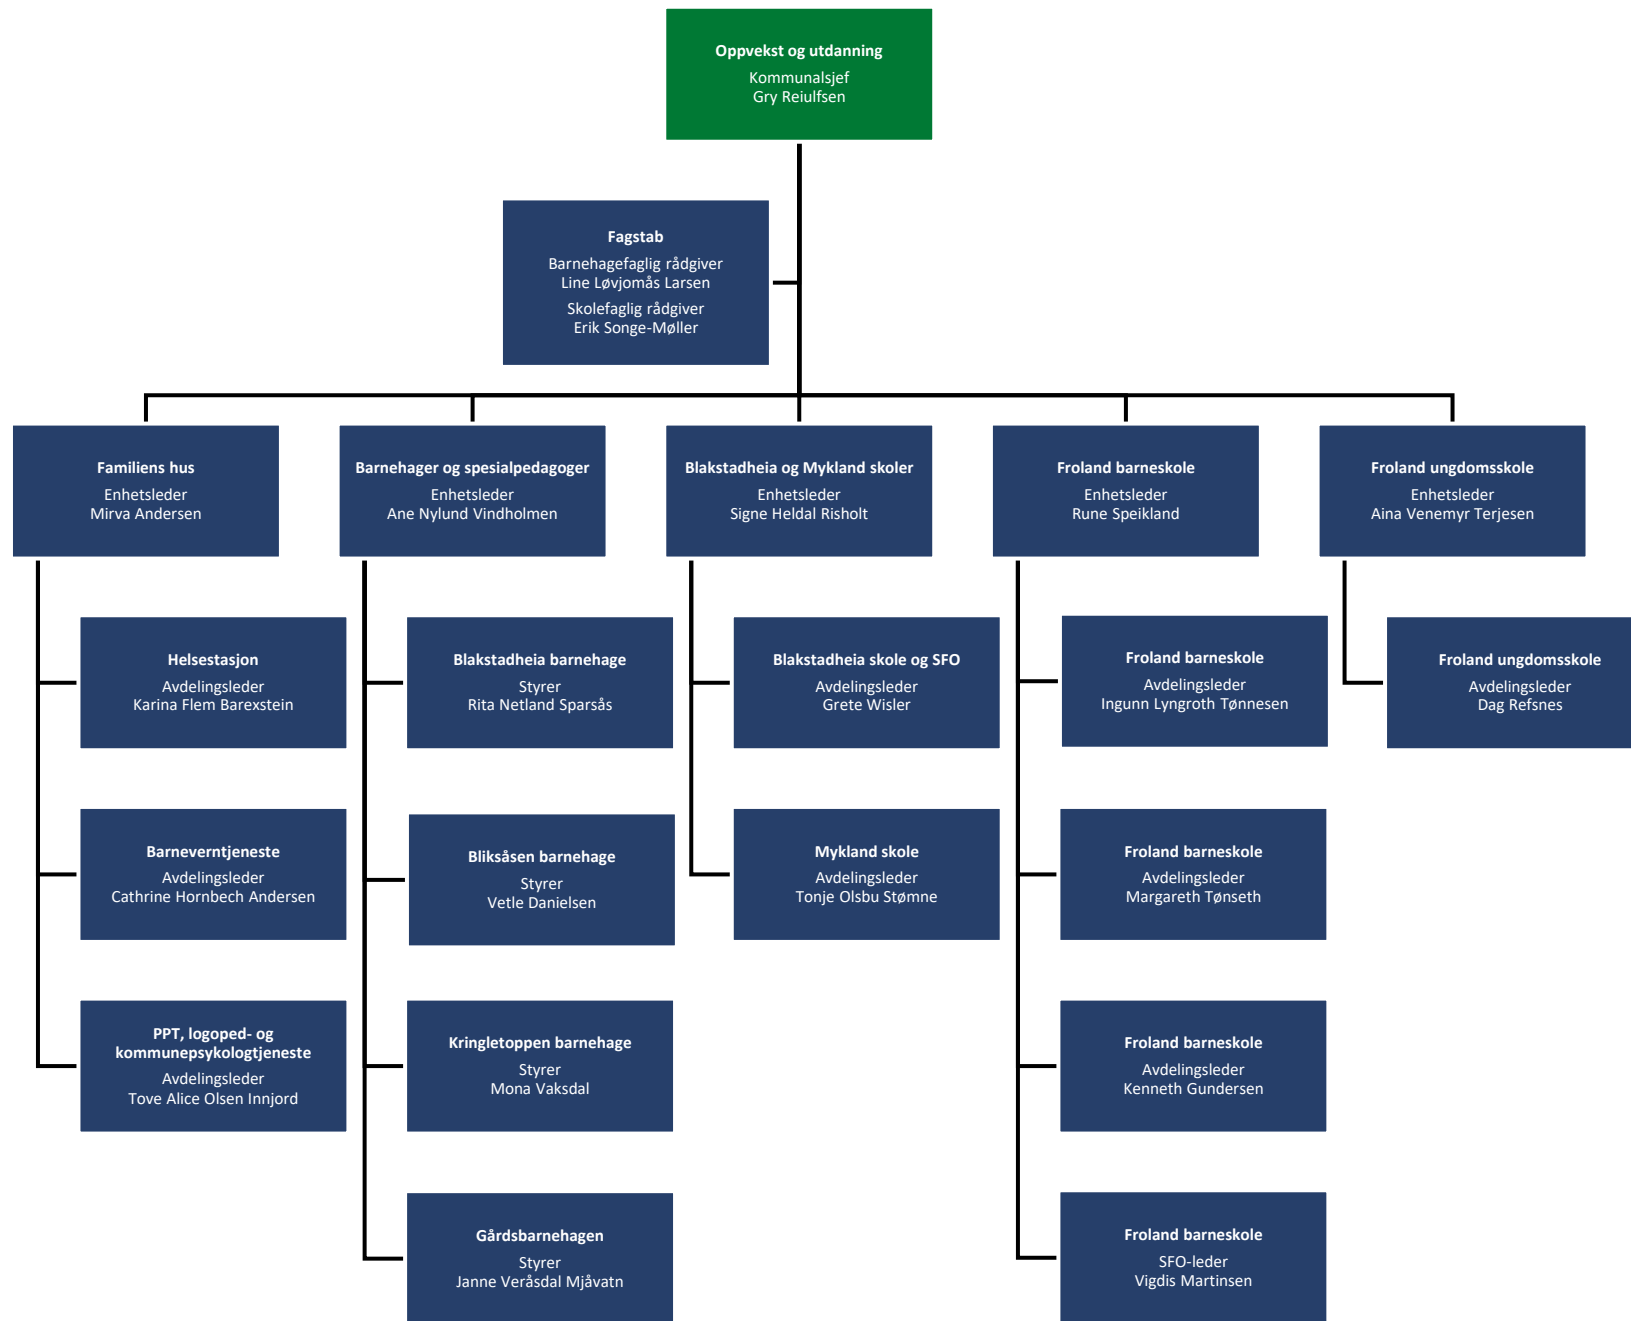 Oppvekst og utdanning
Kommunalsjef
Gry Reiulfsen
Fagstab
Barnehagefaglig rådgiver
Line Løvjomås Larsen
Skolefaglig rådgiver
Erik Songe-Møller
Familiens hus
Enhetsleder
Mirva Andersen
Barnehager og spesialpedagoger
Enhetsleder
Ane Nylund Vindholmen
Blakstadheia og Mykland skoler
Enhetsleder
Signe Heldal Risholt
Froland barneskole
Enhetsleder
Rune Speikland
Froland ungdomsskole
Enhetsleder
Aina Venemyr Terjesen
Helsestasjon
Avdelingsleder
Karina Flem Barexstein
Blakstadheia barnehage
Styrer
Rita Netland Sparsås
Blakstadheia skole og SFO
Avdelingsleder
Grete Wisler
Froland barneskole
Avdelingsleder
Ingunn Lyngroth Tønnesen
Froland ungdomsskole
Avdelingsleder
Dag Refsnes
Barneverntjeneste
Avdelingsleder
Cathrine Hornbech Andersen
Bliksåsen barnehage
Styrer
Vetle Danielsen
Mykland skole
Avdelingsleder
Tonje Olsbu Stømne
Froland barneskole
Avdelingsleder
Margareth Tønseth
PPT, logoped- og
kommunepsykologtjeneste
Avdelingsleder
Tove Alice Olsen Innjord
Kringletoppen barnehage
Styrer
Mona Vaksdal
Froland barneskole
Avdelingsleder
Kenneth Gundersen
Gårdsbarnehagen
Styrer
Janne Veråsdal Mjåvatn
Froland barneskole
SFO-leder
Vigdis Martinsen